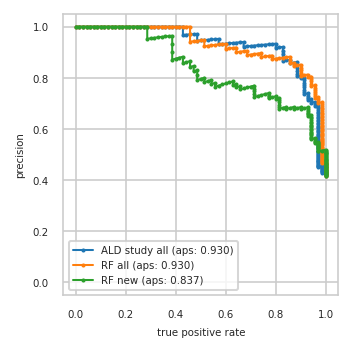 1.0
0.8
0.6
0.4
0.2
0.0
precision
ALD study all (aps: 0.930)
RF all (aps: 0.930)
RF new (aps: 0.837)
0.0 0.2 0.4 0.6 0.8 1.0
true positive rate